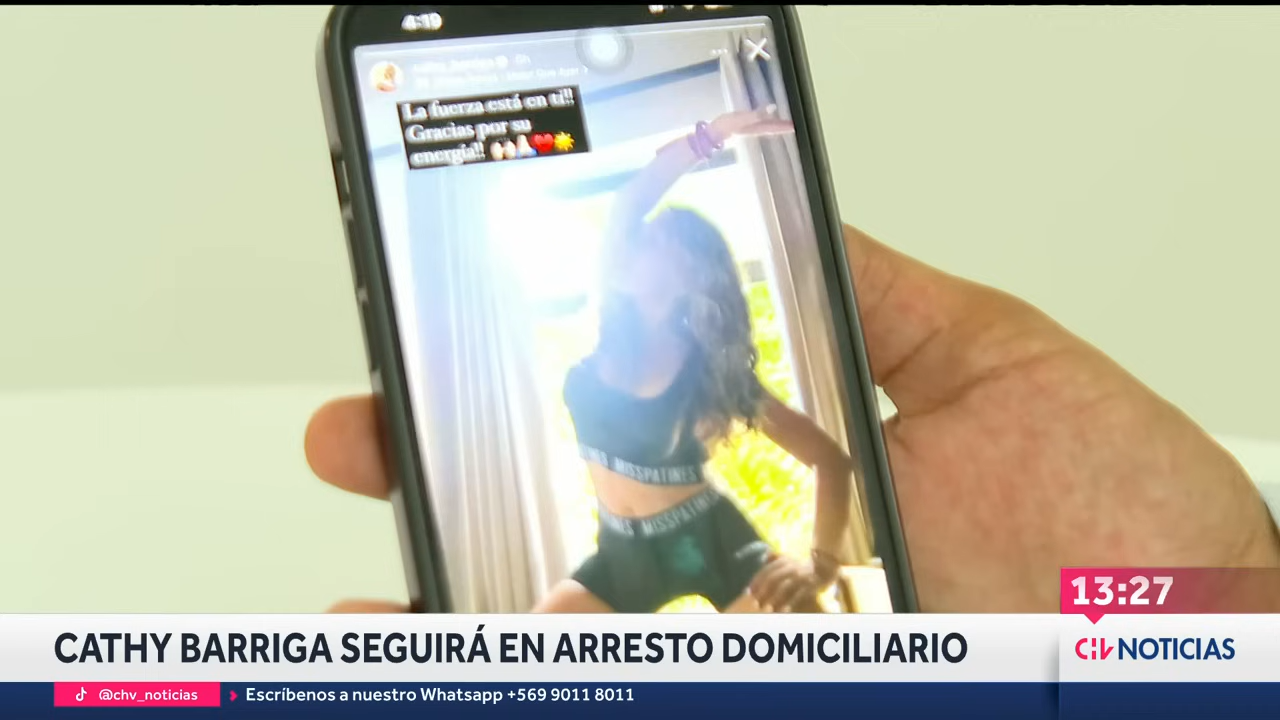 4:19
La fuerza está en ti!!
Gracias por su
energía!!
MISSPATINES
MISSPATINES
13:27
CATHY BARRIGA SEGUIRÁ EN ARRESTO DOMICILIARIO
CHV NOTICIAS
@chv_noticias
Escríbenos a nuestro Whatsapp +569 9011 8011